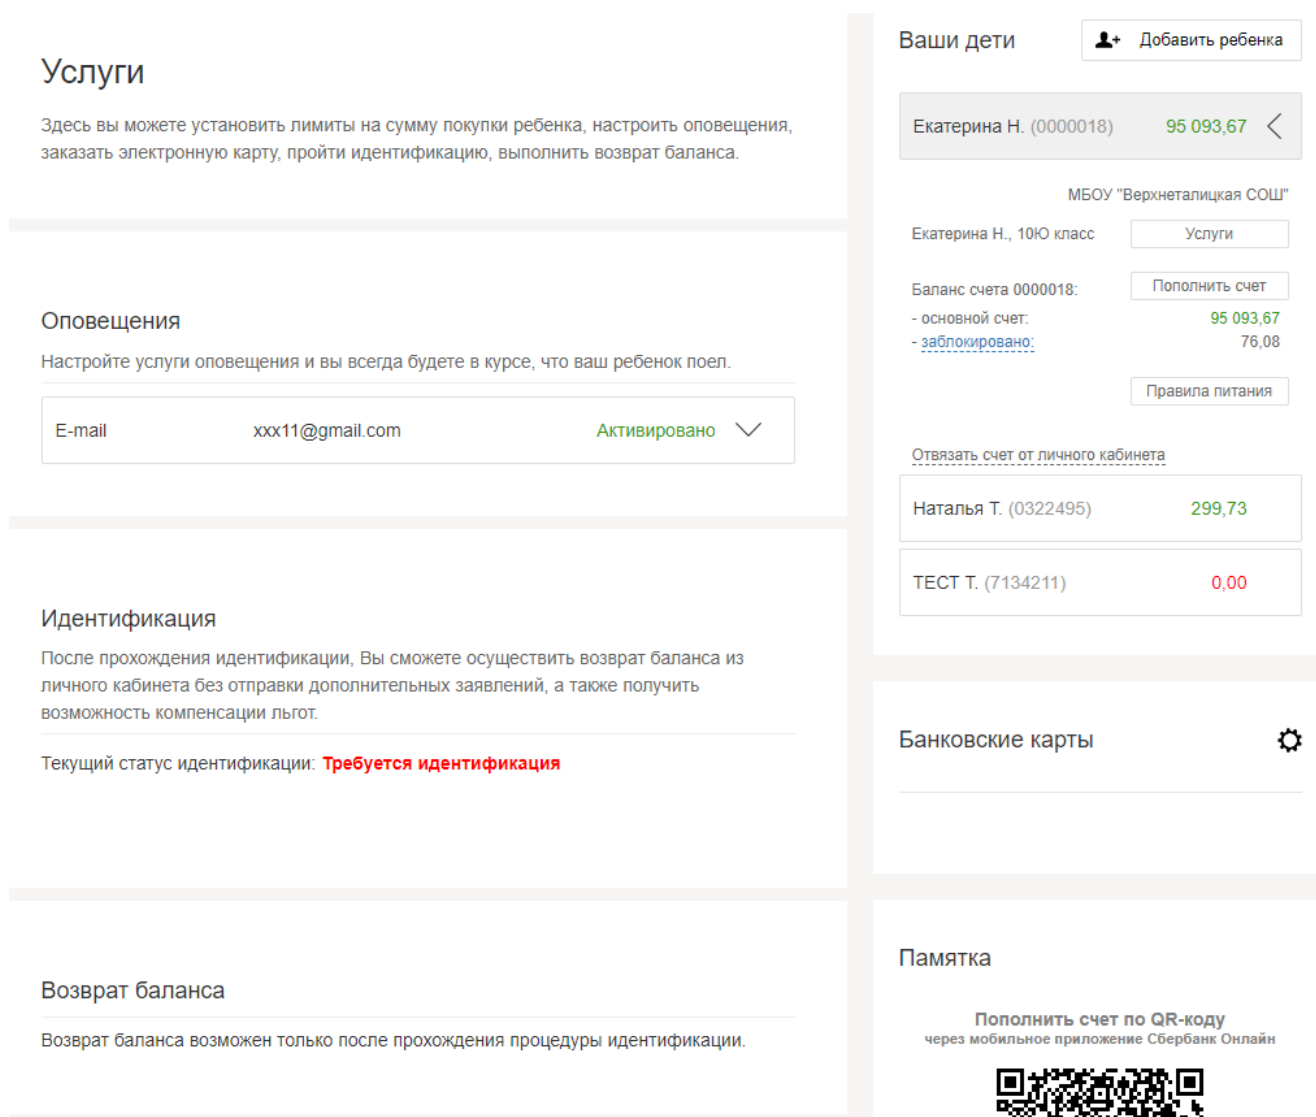 Услуги
Здесь вы можете установить лимиты на сумму покупки ребенка, настроить оповещения,
заказать электронную карту, пройти идентификацию, выполнить возврат баланса.
Оповещения
Настройте услуги оповещения и вы всегда будете в курсе, что ваш ребенок поел.
E-mail xxx11@gmail.com Активировано
Идентификация
После прохождения идентификации, Вы сможете осуществить возврат баланса из
личного кабинета без отправки дополнительных заявлений, а также получить
возможность компенсации льгот.
Текущий статус идентификации: Требуется идентификация
Возврат баланса
Возврат баланса возможен только после прохождения процедуры идентификации.
Ваши дети Добавить ребенка
Екатерина Н. (0000018) 95 093,67
МБОУ "Верхнеталицкая СОШ"
Екатерина Н., 10Ю класс Услуги
Баланс счета 0000018: Пополнить счет
- основной счет: 95 093,67
- заблокировано: 76,08
Правила питания
Отвязать счет от личного кабинета
Наталья Т. (0322495) 299,73
ТЕСТ Т. (7134211) 0,00
Банковские карты
Памятка
Пополнить счет по QR-коду
через мобильное приложение Сбербанк Онлайн